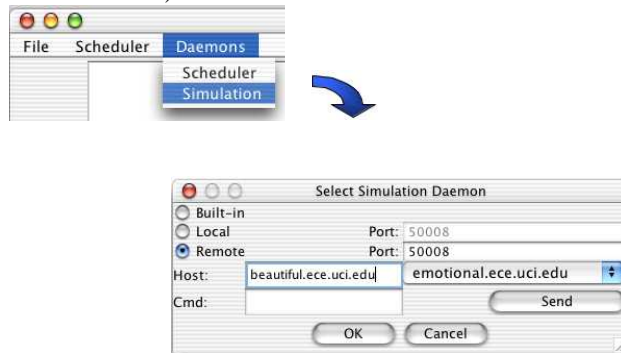 File Scheduler Daemons
Scheduler
Simulation
Select Simulation Daemon
Built-in
Local Port: 50008
Remote Port: 50008
Host: beautiful.ece.uci.edu emotional.ece.uci.edu
Cmd: Send
OK Cancel